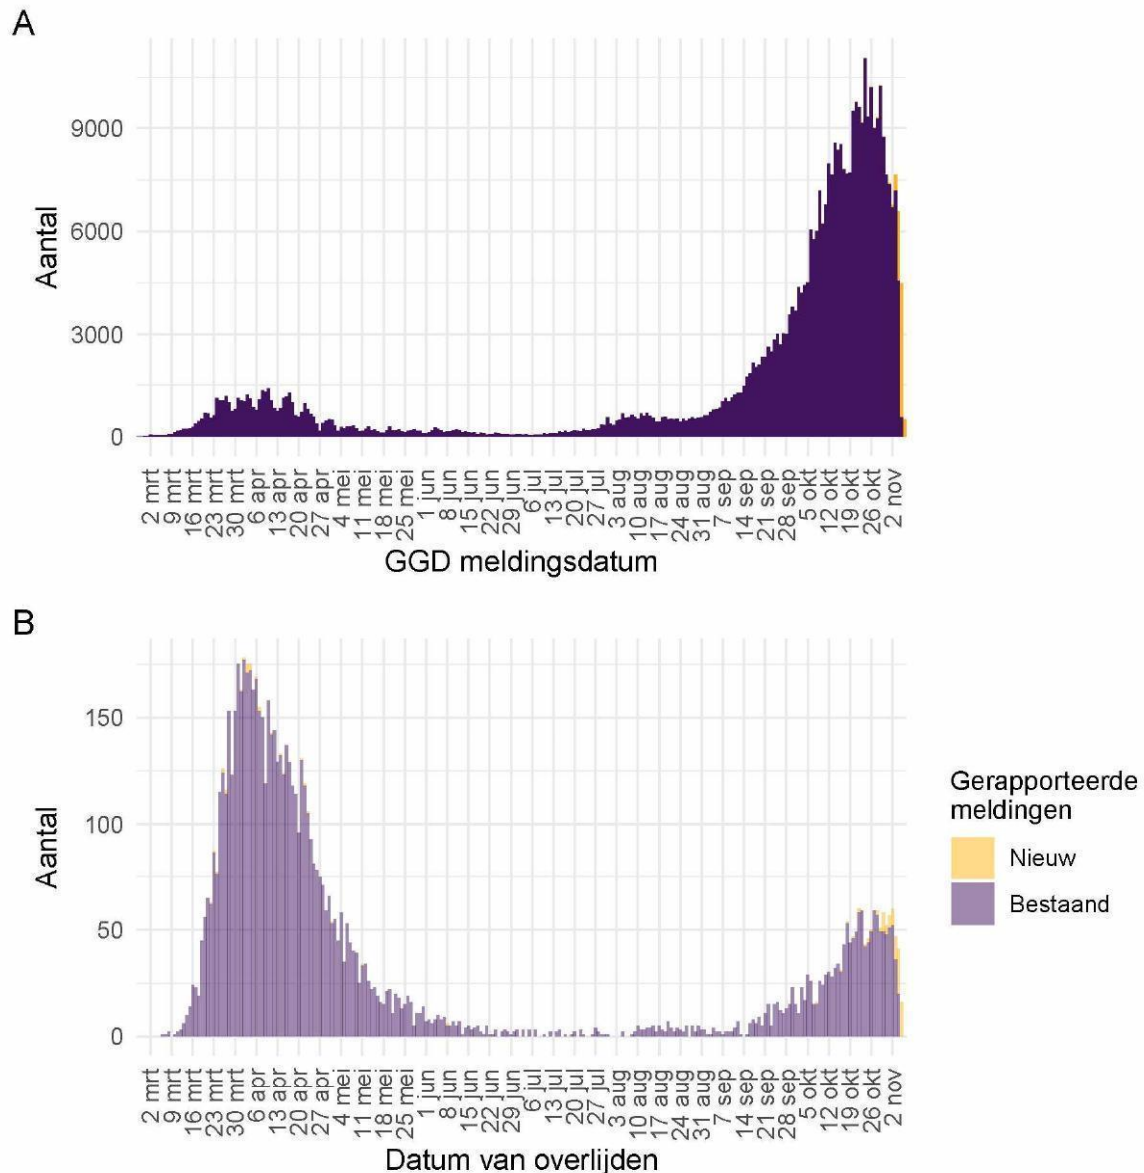 A
9000
6000
3000
0
Aantal
2 mrt
9 mrt
16 mrt
23 mrt
30 mrt
6 apr
13 apr
20 apr
27 apr
4 mei
11 mei
18 mei
25 mei
1 jun
8 jun
15 jun
22 jun
29 jun
6 jul
13 jul
20 jul
27 jul
3 aug
10 aug
17 aug
24 aug
31 aug
7 sep
14 sep
21 sep
28 sep
5 okt
12 okt
19 okt
26 okt
2 nov
GGD meldingsdatum
B
150
100
50
0
Aantal
2 mrt
9 mrt
16 mrt
23 mrt
30 mrt
6 apr
13 apr
20 apr
27 apr
4 mei
11 mei
18 mei
25 mei
1 jun
8 jun
15 jun
22 jun
29 jun
6 jul
13 jul
20 jul
27 jul
3 aug
10 aug
17 aug
24 aug
31 aug
7 sep
14 sep
21 sep
28 sep
5 okt
12 okt
19 okt
26 okt
2 nov
Datum van overlijden
Gerapporteerde
meldingen
Nieuw
Bestaand